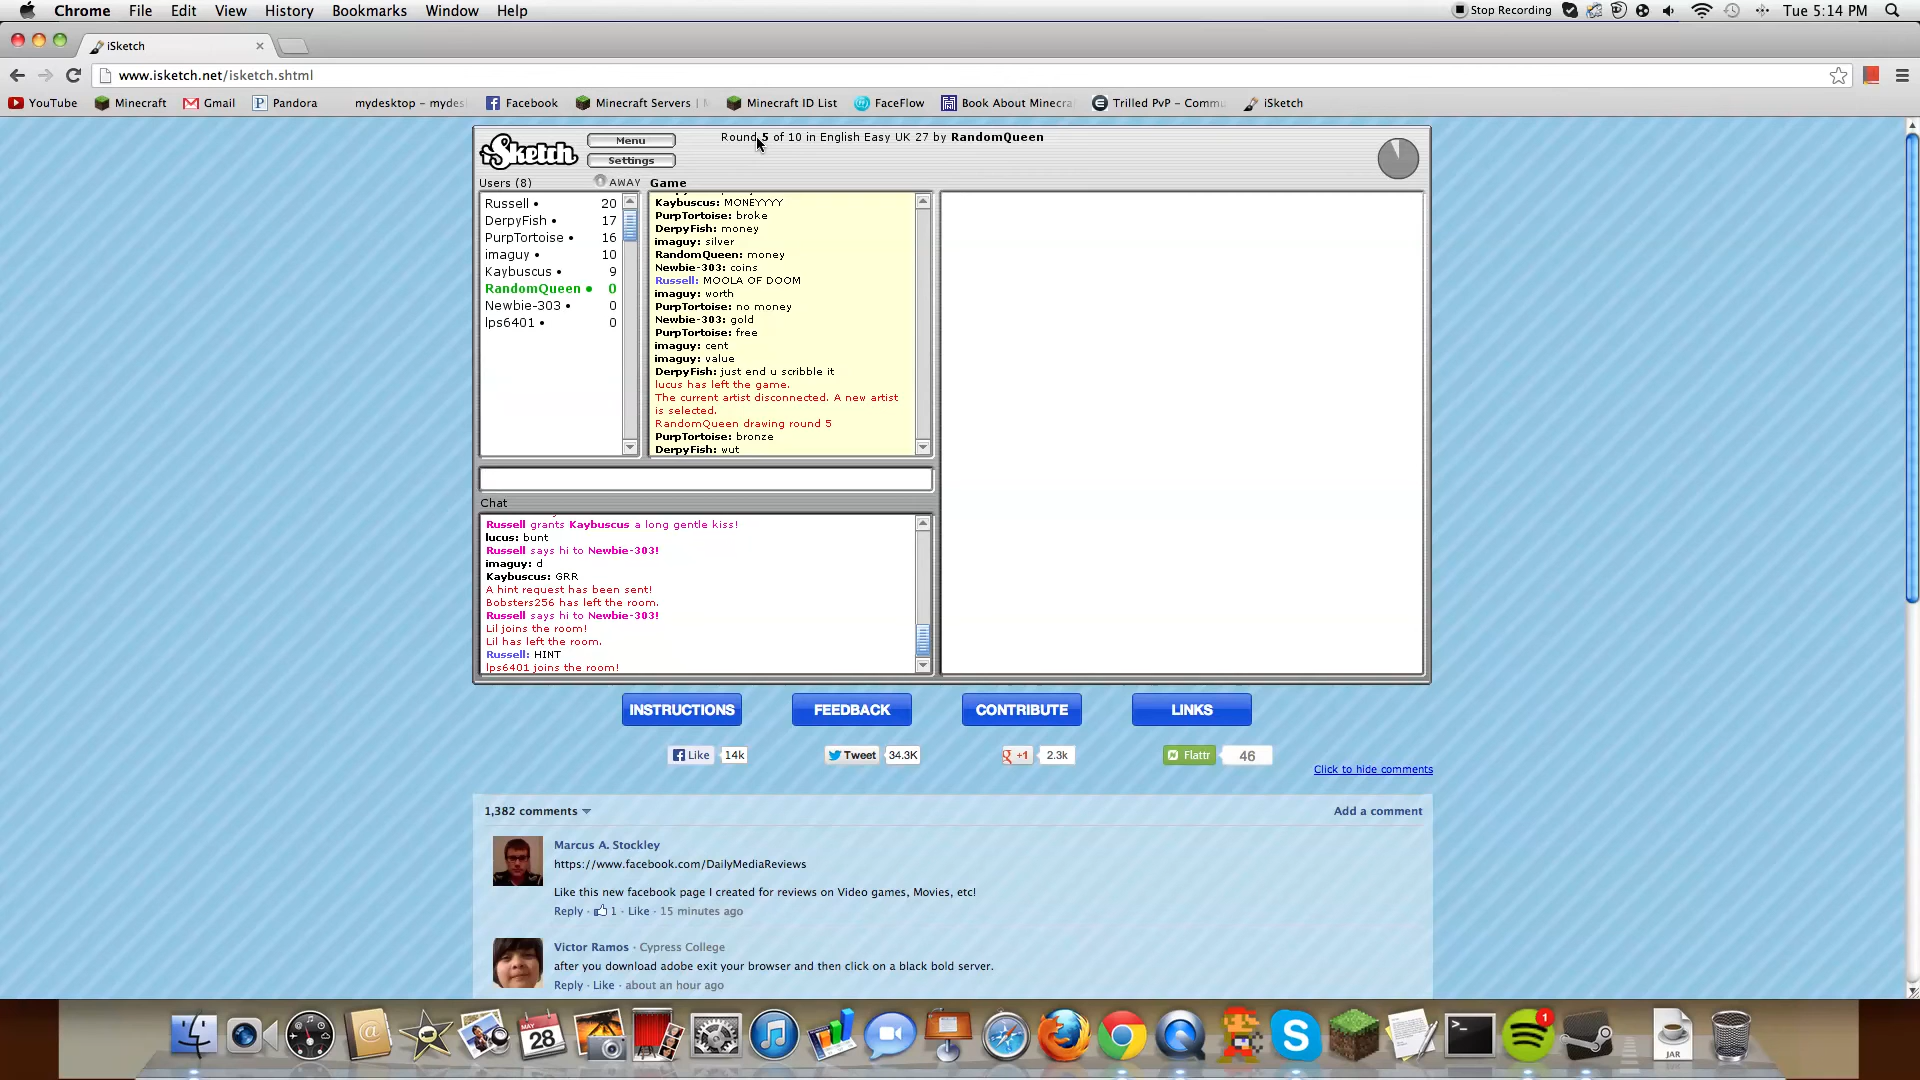 Chrome File Edit View History Bookmarks Window Help Stop Recording Tue 5:14 PM
iSketch
www.isketch.net/isketch.shtml
YouTube Minecraft Gmail Pandora mydesktop – mydes Facebook Minecraft Servers | Minecraft ID List FaceFlow Book About Minecra Trilled PvP – Commu iSketch
iSketch
Menu
Settings
Round 5 of 10 in English Easy UK 27 by RandomQueen
Users (8) AWAY
Russell • 20
DerpyFish • 17
PurpTortoise • 16
imaguy • 10
Kaybuscus • 9
RandomQueen • 0
Newbie-303 • 0
lps6401 • 0
Game
Kaybuscus: MONEYYYY
PurpTortoise: broke
DerpyFish: money
imaguy: silver
RandomQueen: money
Newbie-303: coins
Russell: MOOLA OF DOOM
imaguy: worth
PurpTortoise: no money
Newbie-303: gold
PurpTortoise: free
imaguy: cent
imaguy: value
DerpyFish: just end u scribble it
lucus has left the game.
The current artist disconnected. A new artist
is selected.
RandomQueen drawing round 5
PurpTortoise: bronze
DerpyFish: wut
Chat
Russell grants Kaybuscus a long gentle kiss!
lucus: bunt
Russell says hi to Newbie-303!
imaguy: d
Kaybuscus: GRR
A hint request has been sent!
Bobsters256 has left the room.
Russell says hi to Newbie-303!
Lil joins the room!
Lil has left the room.
Russell: HINT
lps6401 joins the room!
INSTRUCTIONS FEEDBACK CONTRIBUTE LINKS
Like 14k Tweet 34.3K +1 2.3k Flattr 46
Click to hide comments
1,382 comments Add a comment
Marcus A. Stockley
https://www.facebook.com/DailyMediaReviews
Like this new facebook page I created for reviews on Video games, Movies, etc!
Reply · 1 · Like · 15 minutes ago
Victor Ramos · Cypress College
after you download adobe exit your browser and then click on a black bold server.
Reply · Like · about an hour ago
MAY
28
1
JAR